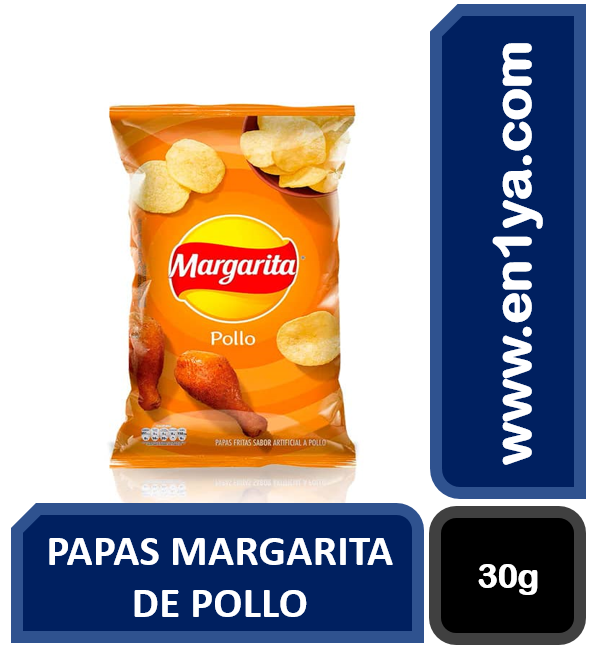 www.en1ya.com
Margarita
Pollo
PAPAS FRITAS SABOR ARTIFICIAL A POLLO
PAPAS MARGARITA
DE POLLO
30g